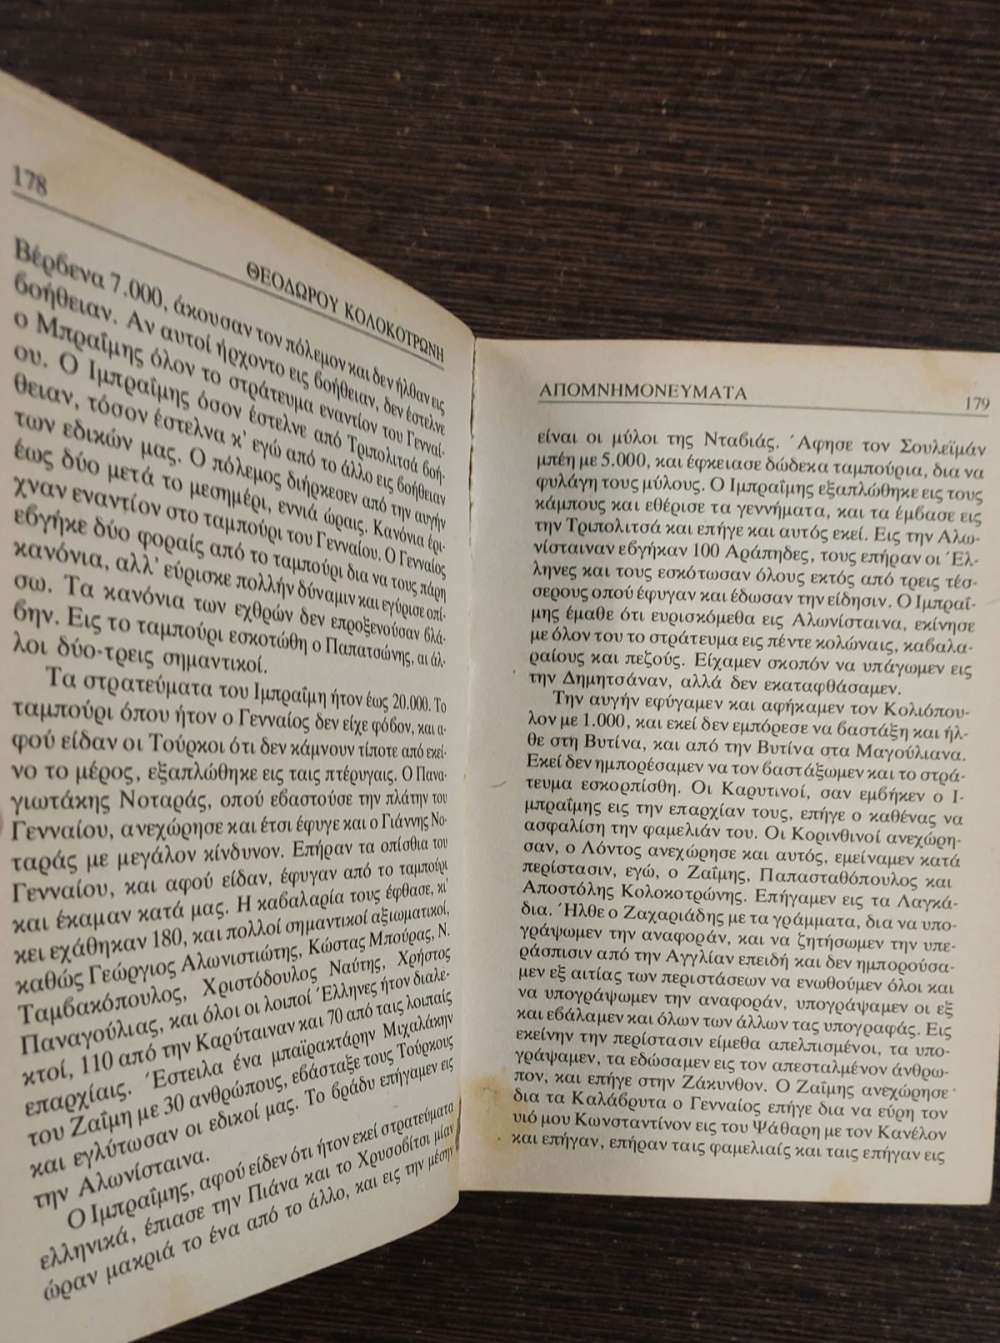 178
ΘΕΟΔΩΡΟΥ ΚΟΛΟΚΟΤΡΩΝΗ
Βέρβενα 7.000, άκουσαν τον πόλεμον και δεν ήλθαν εις
βοήθειαν. Αν αυτοί ήρχοντο εις βοήθειαν, δεν έστελνε
ο Μπραΐμης όλον το στράτευμα εναντίον του Γενναί-
ου. Ο Ιμπραΐμης όσον έστελνε από Τριπολιτσά βοή-
θειαν, τόσον έστελνα κ' εγώ από το άλλο εις βοήθειαν
των εδικών μας. Ο πόλεμος διήρκεσεν από την αυγήν
έως δύο μετά το μεσημέρι, εννιά ώραις. Κανόνια έρι-
χναν εναντίον στο ταμπούρι του Γενναίου. Ο Γενναίος
εβγήκε δύο φοραίς από το ταμπούρι δια να τους πάρη
κανόνια, αλλ' εύρισκε πολλήν δύναμιν και εγύρισε οπί-
σω. Τα κανόνια των εχθρών δεν επροξενούσαν βλά-
βην. Εις το ταμπούρι εσκοτώθη ο Παπατσώνης, αι άλ-
λοι δύο-τρεις σημαντικοί.
Τα στρατεύματα του Ιμπραΐμη ήτον έως 20.000. Το
ταμπούρι όπου ήτον ο Γενναίος δεν είχε φόβον, και α-
φού είδαν οι Τούρκοι ότι δεν κάμνουν τίποτε από εκεί-
νο το μέρος, εξαπλώθηκε εις ταις πτέρυγαις. Ο Πανα-
γιωτάκης Νοταράς, οπού εβαστούσε την πλάτην του
Γενναίου, ανεχώρησε και έτσι έφυγε και ο Γιάννης Νο-
ταράς με μεγάλον κίνδυνον. Επήραν τα οπίσθια του
Γενναίου, και αφού είδαν, έφυγαν από το ταμπούρι
και έκαμαν κατά μας. Η καβαλαρία τους έφθασε, κι'
κει εχάθηκαν 180, και πολλοί σημαντικοί αξιωματικοί,
καθώς Γεώργιος Αλωνιστιώτης, Κώστας Μπούρας, Ν.
Ταμβακόπουλος, Χριστόδουλος Ναύτης, Χρήστος
Παναγούλιας, και όλοι οι λοιποί Έλληνες ήτον διαλε-
κτοί, 110 από την Καρύταιναν και 70 από ταις λοιπαίς
επαρχίαις. Έστειλα ένα μπαϊρακτάρην Μιχαλάκην
του Ζαΐμη με 30 ανθρώπους, εβάσταξε τους Τούρκους
και εγλύτωσαν οι εδικοί μας. Το βράδυ επήγαμεν εις
την Αλωνίσταινα.
Ο Ιμπραΐμης, αφού είδεν ότι ήτον εκεί στρατεύματα
ελληνικά, έπιασε την Πιάνα και το Χρυσοβίτσι μίαν
ώραν μακριά το ένα από το άλλο, και εις την μέσην
ΑΠΟΜΝΗΜΟΝΕΥΜΑΤΑ
179
είναι οι μύλοι της Νταβιάς. Άφησε τον Σουλεϊμάν
μπέη με 5.000, και έφκειασε δώδεκα ταμπούρια, δια να
φυλάγη τους μύλους. Ο Ιμπραΐμης εξαπλώθηκε εις τους
κάμπους και εθέρισε τα γεννήματα, και τα έμβασε εις
την Τριπολιτσά και επήγε και αυτός εκεί. Εις την Αλω-
νίσταιναν εβγήκαν 100 Αράπηδες, τους επήραν οι Έλ-
ληνες και τους εσκότωσαν όλους εκτός από τρεις τέσ-
σερους οπού έφυγαν και έδωσαν την είδησιν. Ο Ιμπραΐ-
μης έμαθε ότι ευρισκόμεθα εις Αλωνίσταινα, εκίνησε
με όλον του το στράτευμα εις πέντε κολώναις, καβαλα-
ραίους και πεζούς. Είχαμεν σκοπόν να υπάγωμεν εις
την Δημητσάναν, αλλά δεν εκαταφθάσαμεν.
Την αυγήν εφύγαμεν και αφήκαμεν τον Κολιόπου-
λον με 1.000, και εκεί δεν εμπόρεσε να βαστάξη και ήλ-
θε στη Βυτίνα, και από την Βυτίνα στα Μαγούλιανα.
Εκεί δεν ημπορέσαμεν να τον βαστάξωμεν και το στρά-
τευμα εσκορπίσθη. Οι Καρυτινοί, σαν εμβήκεν ο Ι-
μπραΐμης εις την επαρχίαν τους, επήγε ο καθένας να
ασφαλίση την φαμελιάν του. Οι Κορινθινοί ανεχώρη-
σαν, ο Λόντος ανεχώρησε και αυτός, εμείναμεν κατά
περίστασιν, εγώ, ο Ζαΐμης, Παπασταθόπουλος και
Αποστόλης Κολοκοτρώνης. Επήγαμεν εις τα Λαγκά-
δια. Ήλθε ο Ζαχαριάδης με τα γράμματα, δια να υπο-
γράψωμεν την αναφοράν, και να ζητήσωμεν την υπε-
ράσπισιν από την Αγγλίαν επειδή και δεν ημπορούσα-
μεν εξ αιτίας των περιστάσεων να ενωθούμεν όλοι και
να υπογράψωμεν την αναφοράν, υπογράψαμεν οι εξ
και εβάλαμεν και όλων των άλλων τας υπογραφάς. Εις
εκείνην την περίστασιν είμεθα απελπισμένοι, τα υπο-
γράψαμεν, τα εδώσαμεν εις τον απεσταλμένον άνθρω-
πον, και επήγε στην Ζάκυνθον. Ο Ζαΐμης ανεχώρησε
δια τα Καλάβρυτα ο Γενναίος επήγε δια να εύρη τον
υιό μου Κωνσταντίνον εις του Ψάθαρη με τον Κανέλον
και επήγαν, επήραν ταις φαμελιαίς και ταις επήγαν εις